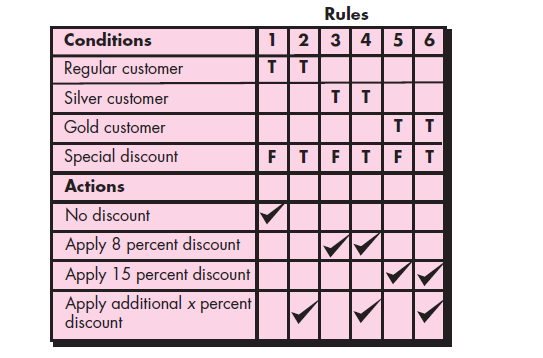 Rules
Conditions 1 2 3 4 5 6
Regular customer T T
Silver customer T T
Gold customer T T
Special discount F T F T F T
Actions
No discount ✓
Apply 8 percent discount ✓ ✓
Apply 15 percent discount ✓ ✓
Apply additional x percent ✓ ✓ ✓
discount